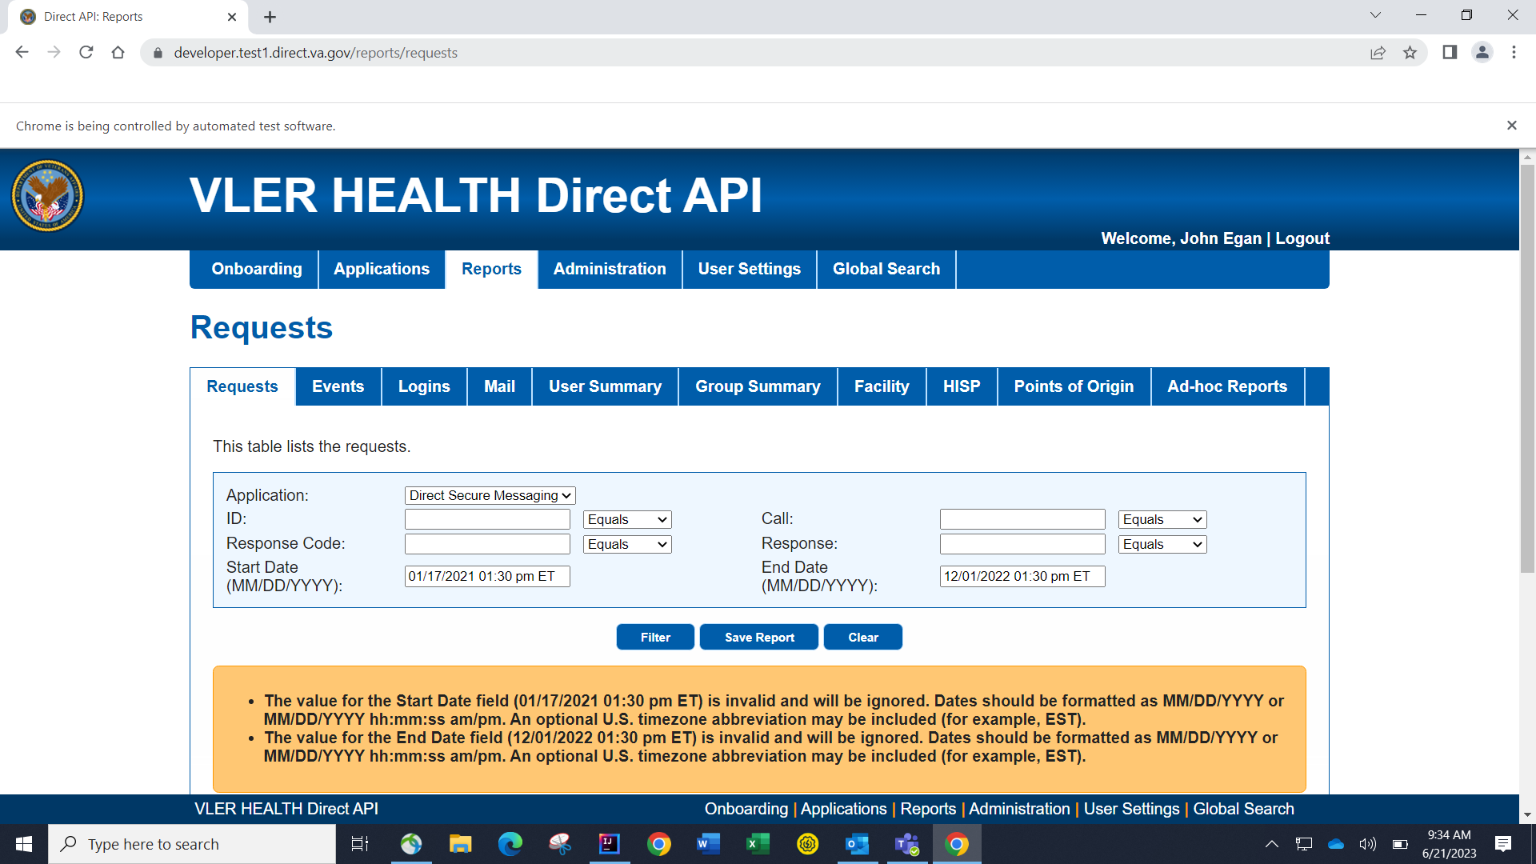 Direct API: Reports
developer.test1.direct.va.gov/reports/requests
Chrome is being controlled by automated test software.
VLER HEALTH Direct API
Welcome, John Egan | Logout
Onboarding Applications Reports Administration User Settings Global Search
Requests
Requests Events Logins Mail User Summary Group Summary Facility HISP Points of Origin Ad-hoc Reports
This table lists the requests.
Application: Direct Secure Messaging
ID: Equals Call: Equals
Response Code: Equals Response: Equals
Start Date (MM/DD/YYYY): 01/17/2021 01:30 pm ET End Date (MM/DD/YYYY): 12/01/2022 01:30 pm ET
Filter Save Report Clear
• The value for the Start Date field (01/17/2021 01:30 pm ET) is invalid and will be ignored. Dates should be formatted as MM/DD/YYYY or
MM/DD/YYYY hh:mm:ss am/pm. An optional U.S. timezone abbreviation may be included (for example, EST).
• The value for the End Date field (12/01/2022 01:30 pm ET) is invalid and will be ignored. Dates should be formatted as MM/DD/YYYY or
MM/DD/YYYY hh:mm:ss am/pm. An optional U.S. timezone abbreviation may be included (for example, EST).
VLER HEALTH Direct API Onboarding | Applications | Reports | Administration | User Settings | Global Search
Type here to search
9:34 AM
6/21/2023